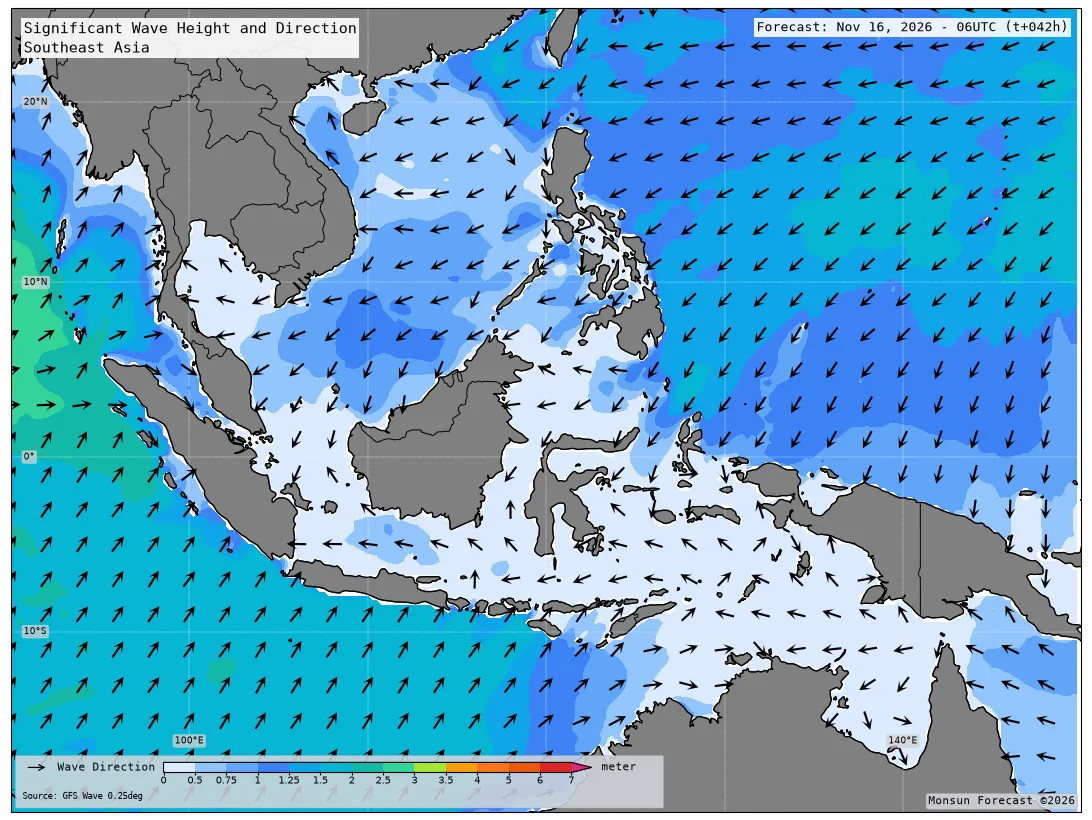 Significant Wave Height and Direction
Southeast Asia
Forecast: Nov 16, 2026 - 06UTC (t+042h)
20°N
10°N
0°
10°S
100°E
140°E
Wave Direction
meter
0 0.5 0.75 1 1.25 1.5 2 2.5 3 3.5 4 5 6 7
Source: GFS Wave 0.25deg
Monsun Forecast ©2026